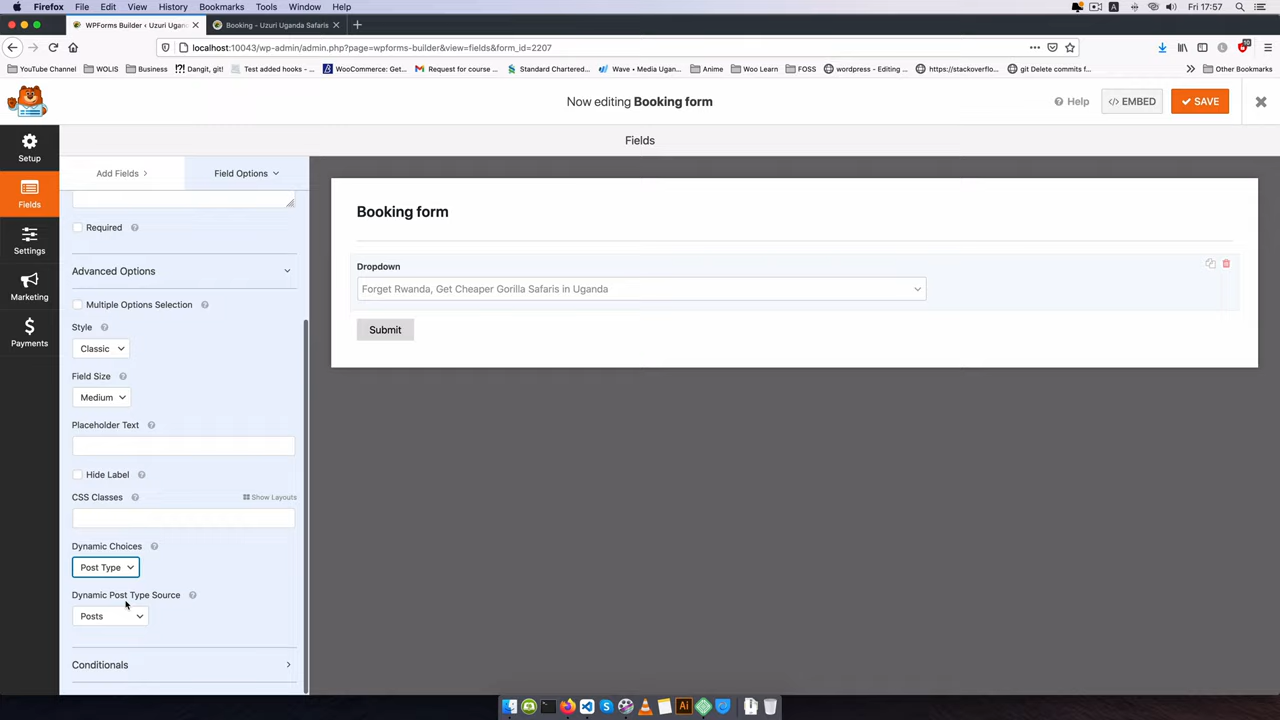 Firefox File Edit View History Bookmarks Tools Window Help Fri 17:57
WPForms Builder ‹ Uzuri Ugan
Booking - Uzuri Uganda Safaris
localhost:10043/wp-admin/admin.php?page=wpforms-builder&view=fields&form_id=2207
YouTube Channel WOLIS Business !Dangit, git! Test added hooks - ... WooCommerce: Get... Request for course ... Standard Chartered... Wave • Media Ugan... Anime Woo Learn FOSS wordpress - Editing ... https://stackoverflo... git Delete commits f... Other Bookmarks
Now editing Booking form
Help
</> EMBED
SAVE
Fields
Setup
Fields
Settings
Marketing
Payments
Add Fields
Field Options
Required
Advanced Options
Multiple Options Selection
Style
Classic
Field Size
Medium
Placeholder Text
Hide Label
CSS Classes
Show Layouts
Dynamic Choices
Post Type
Dynamic Post Type Source
Posts
Conditionals
Booking form
Dropdown
Forget Rwanda, Get Cheaper Gorilla Safaris in Uganda
Submit